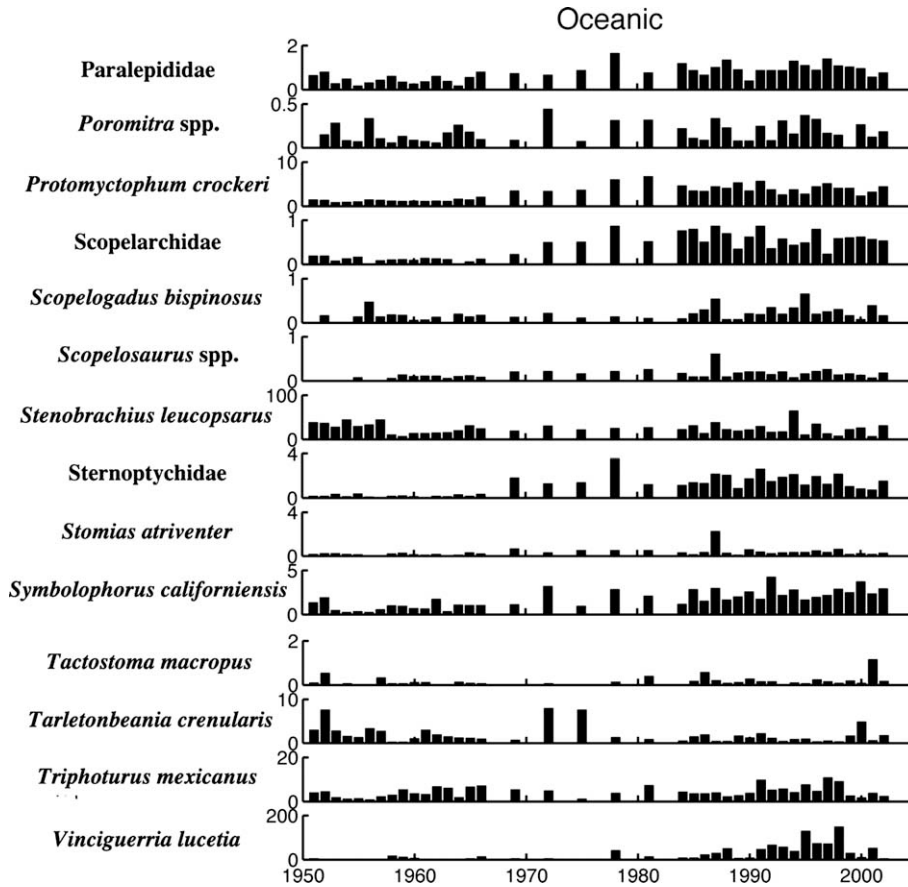 Oceanic
Paralepididae
2
0
Poromitra spp.
0.5
0
Protomyctophum crockeri
10
0
Scopelarchidae
1
0
Scopelogadus bispinosus
1
0
Scopelosaurus spp.
1
0
Stenobrachius leucopsarus
100
0
Sternoptychidae
4
0
Stomias atriventer
4
0
Symbolophorus californiensis
5
0
Tactostoma macropus
2
0
Tarletonbeania crenularis
10
0
Triphoturus mexicanus
20
0
Vinciguerria lucetia
200
0
1950 1960 1970 1980 1990 2000